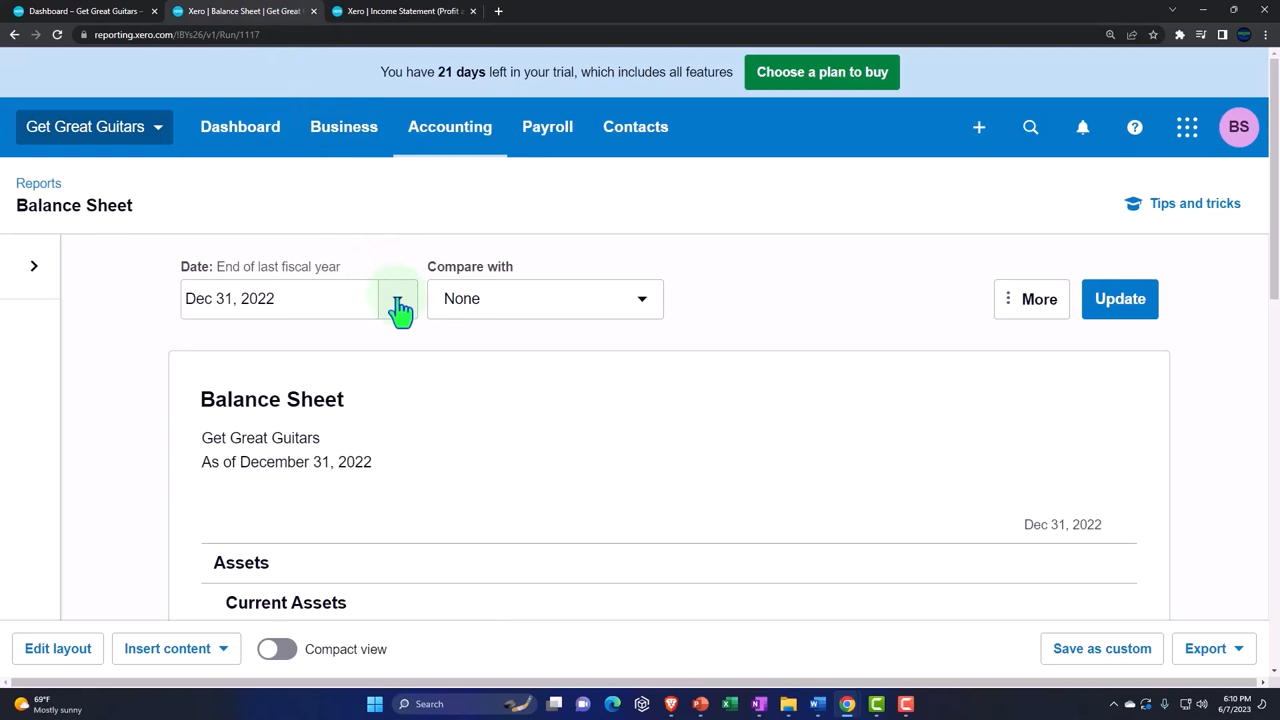 Dashboard – Get Great Guitars –
Xero | Balance Sheet | Get Great
Xero | Income Statement (Profit a
reporting.xero.com/!BYs26/v1/Run/1117
You have 21 days left in your trial, which includes all features
Choose a plan to buy
Get Great Guitars
Dashboard
Business
Accounting
Payroll
Contacts
BS
Reports
Balance Sheet
Tips and tricks
Date: End of last fiscal year
Compare with
Dec 31, 2022
None
More
Update
Balance Sheet
Get Great Guitars
As of December 31, 2022
Dec 31, 2022
Assets
Current Assets
Edit layout
Insert content
Compact view
Save as custom
Export
69°F
Mostly sunny
Search
6:10 PM
6/7/2023